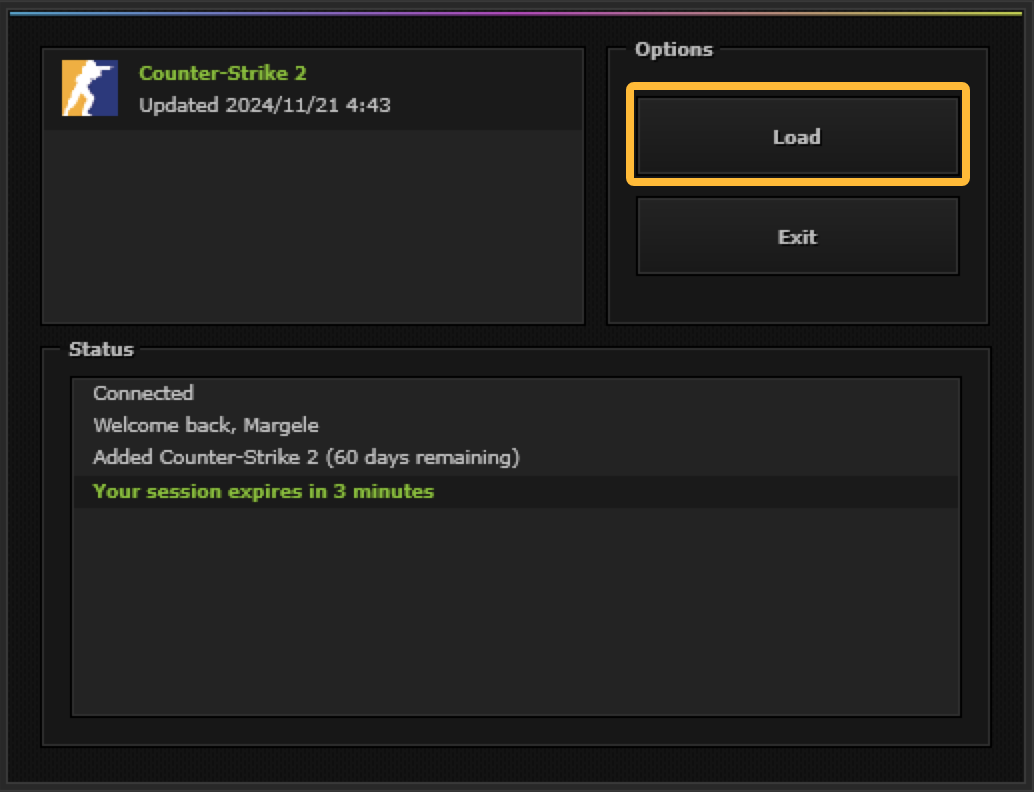 Counter-Strike 2
Updated 2024/11/21 4:43
Options
Load
Exit
Status
Connected
Welcome back, Margele
Added Counter-Strike 2 (60 days remaining)
Your session expires in 3 minutes